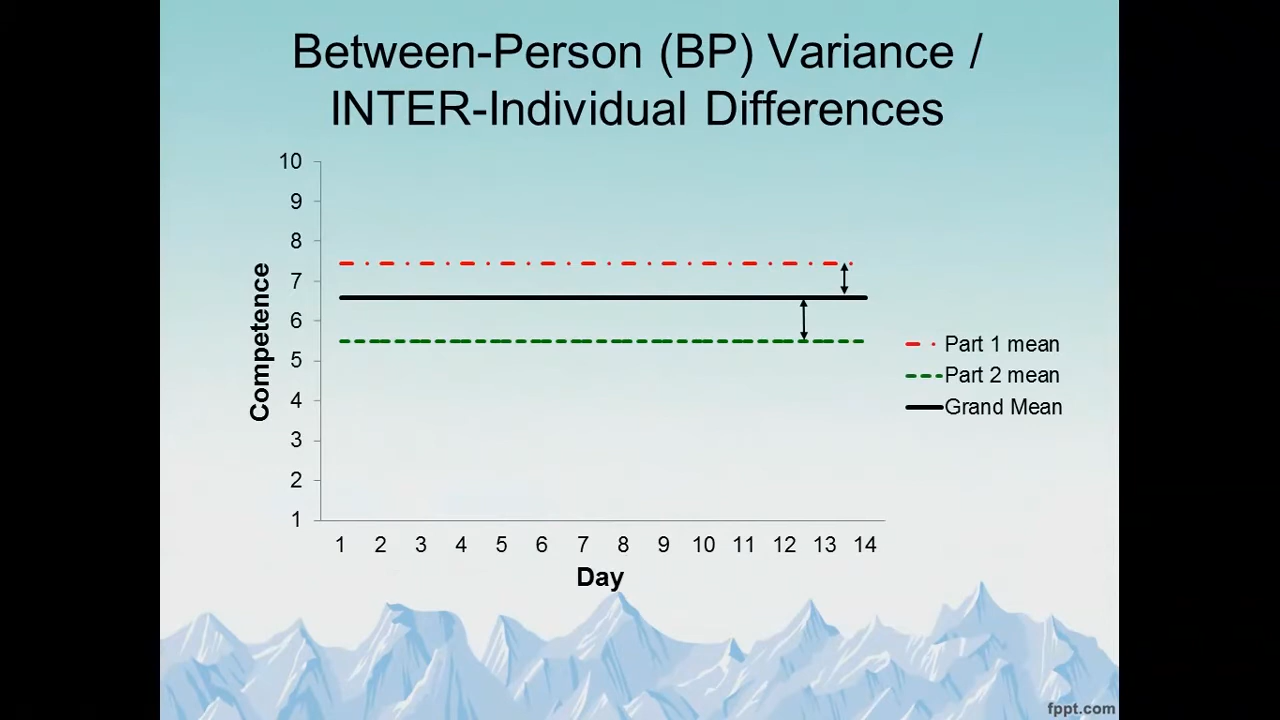 Between-Person (BP) Variance /
INTER-Individual Differences
10
9
8
7
6
5
4
3
2
1
Competence
1 2 3 4 5 6 7 8 9 10 11 12 13 14
Day
Part 1 mean
Part 2 mean
Grand Mean
fppt.com